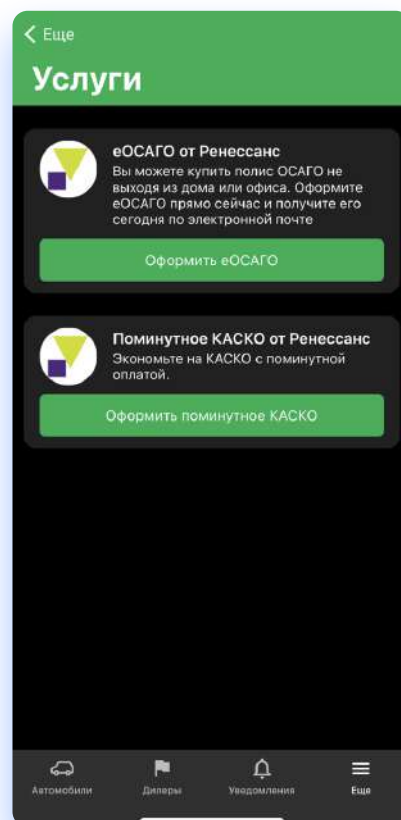 Еще
Услуги
еОСАГО от Ренессанс
Вы можете купить полис ОСАГО не
выходя из дома или офиса. Оформите
еОСАГО прямо сейчас и получите его
сегодня по электронной почте
Оформить еОСАГО
Поминутное КАСКО от Ренессанс
Экономьте на КАСКО с поминутной
оплатой.
Оформить поминутное КАСКО
Автомобили Дилеры Уведомления Еще